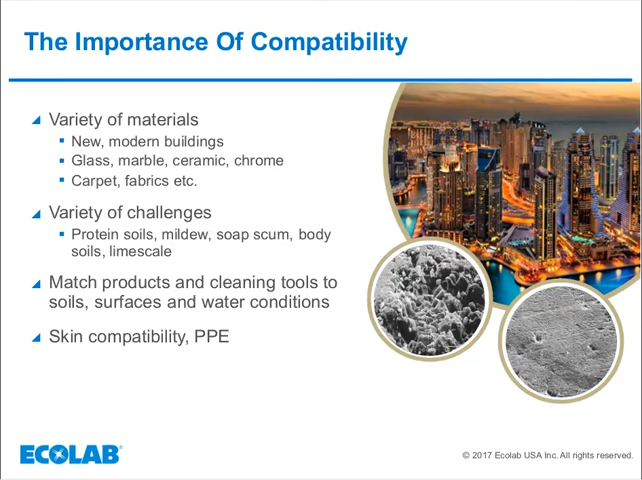 The Importance Of Compatibility
Variety of materials
New, modern buildings
Glass, marble, ceramic, chrome
Carpet, fabrics etc.
Variety of challenges
Protein soils, mildew, soap scum, body
soils, limescale
Match products and cleaning tools to
soils, surfaces and water conditions
Skin compatibility, PPE
ECOLAB®
© 2017 Ecolab USA Inc. All rights reserved.